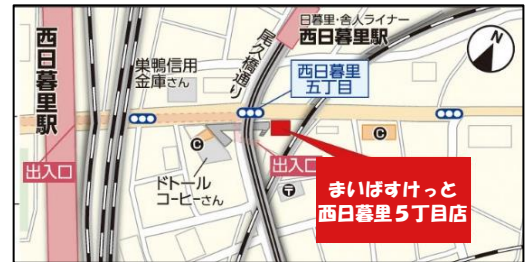 西日暮里駅
巣鴨信用
金庫さん
尾久橋通り
日暮里・舎人ライナー
西日暮里駅
西日暮里
五丁目
出入口
ドトール
コーヒーさん
出入口
まいばすけっと
西日暮里5丁目店